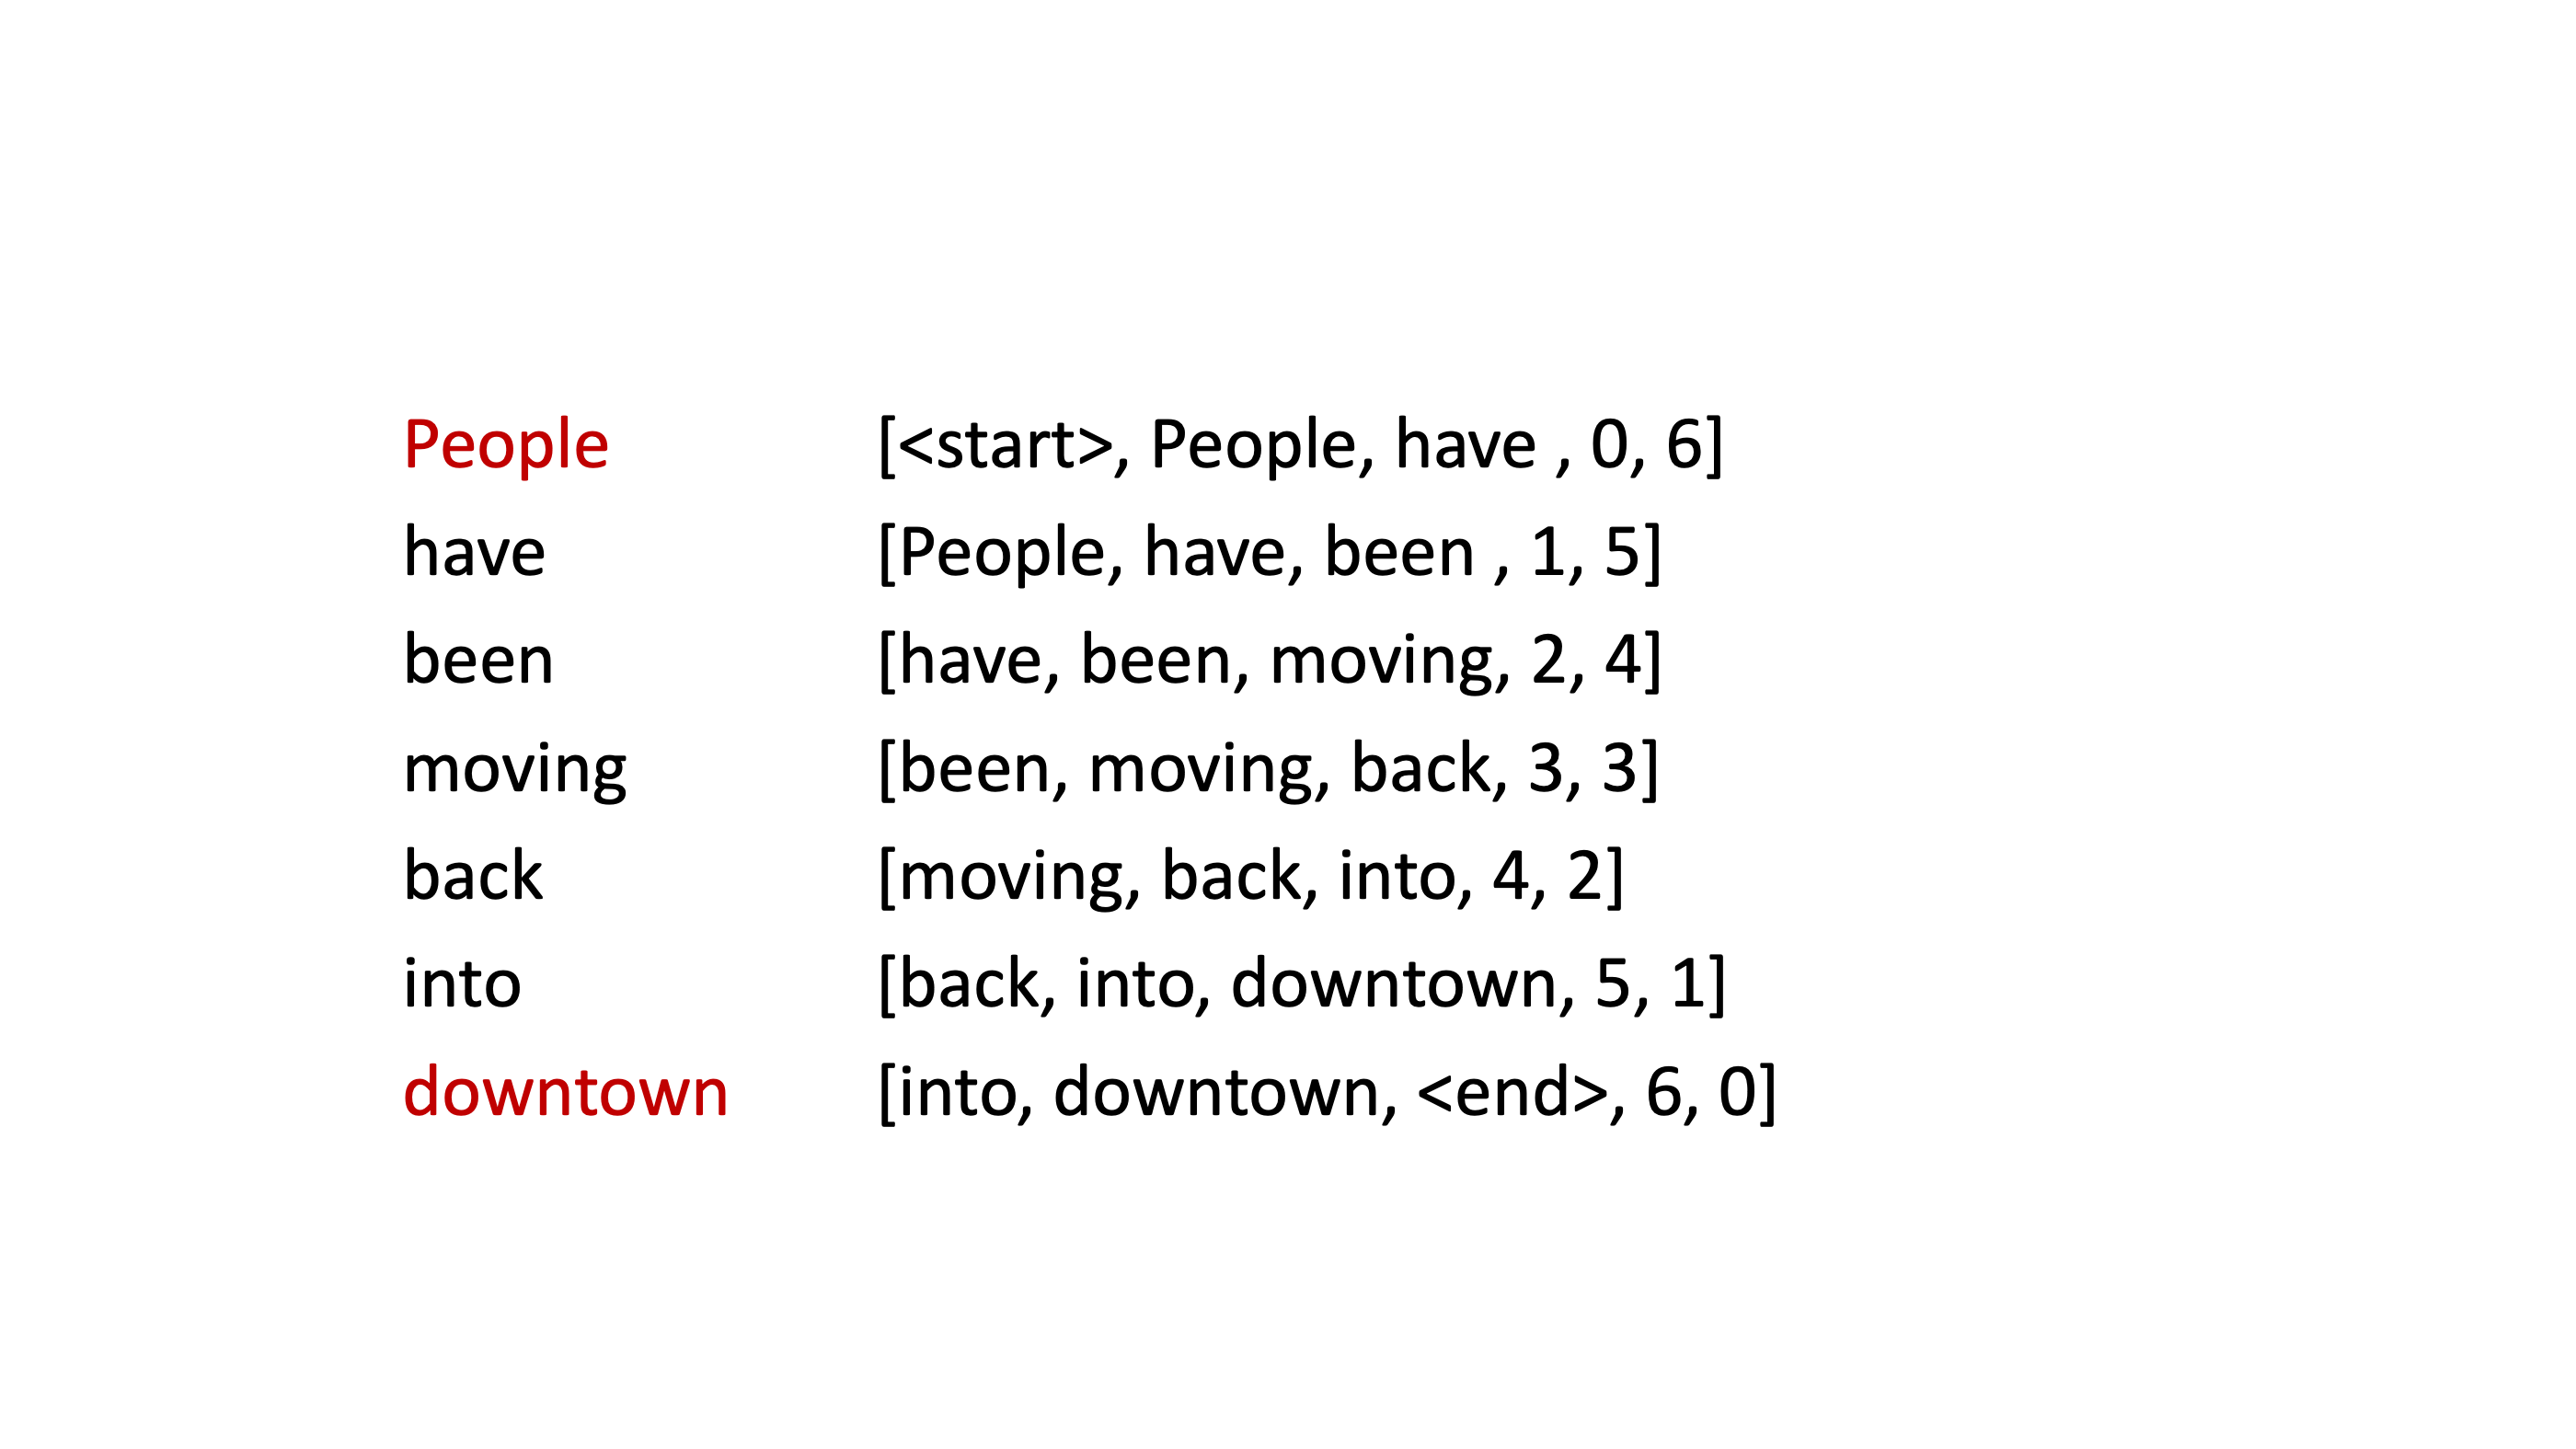 People [<start>, People, have , 0, 6]
have [People, have, been , 1, 5]
been [have, been, moving, 2, 4]
moving [been, moving, back, 3, 3]
back [moving, back, into, 4, 2]
into [back, into, downtown, 5, 1]
downtown [into, downtown, <end>, 6, 0]